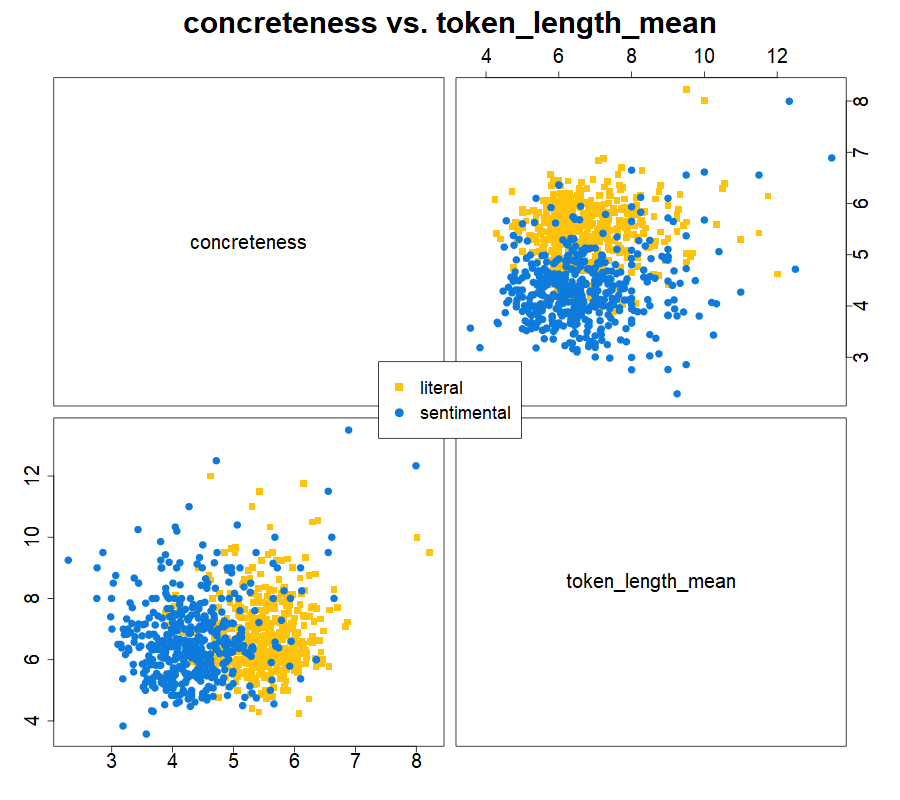 concreteness vs. token_length_mean
4 6 8 10 12
concreteness
8
7
6
5
4
3
literal
sentimental
12
10
8
6
4
token_length_mean
3 4 5 6 7 8